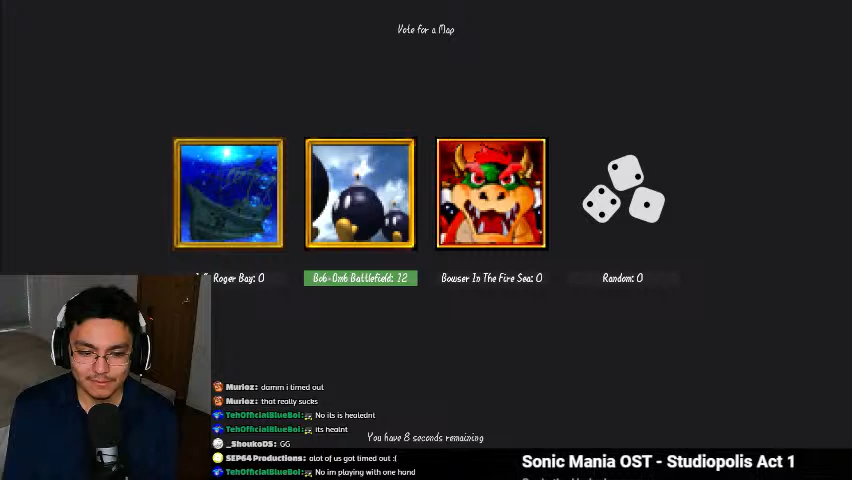 Vote for a Map
Roger Bay: 0
Bob-Omb Battlefield: 12
Bowser In The Fire Sea: 0
Random: 0
Murioz: damm i timed out
Murioz: that really sucks
TehOfficialBlueBoi: No its is healednt
TehOfficialBlueBoi: its healnt
_ShoukoDS: GG
You have 8 seconds remaining
SEP64 Productions: alot of us got timed out :(
TehOfficialBlueBoi: No im playing with one hand
Sonic Mania OST - Studiopolis Act 1